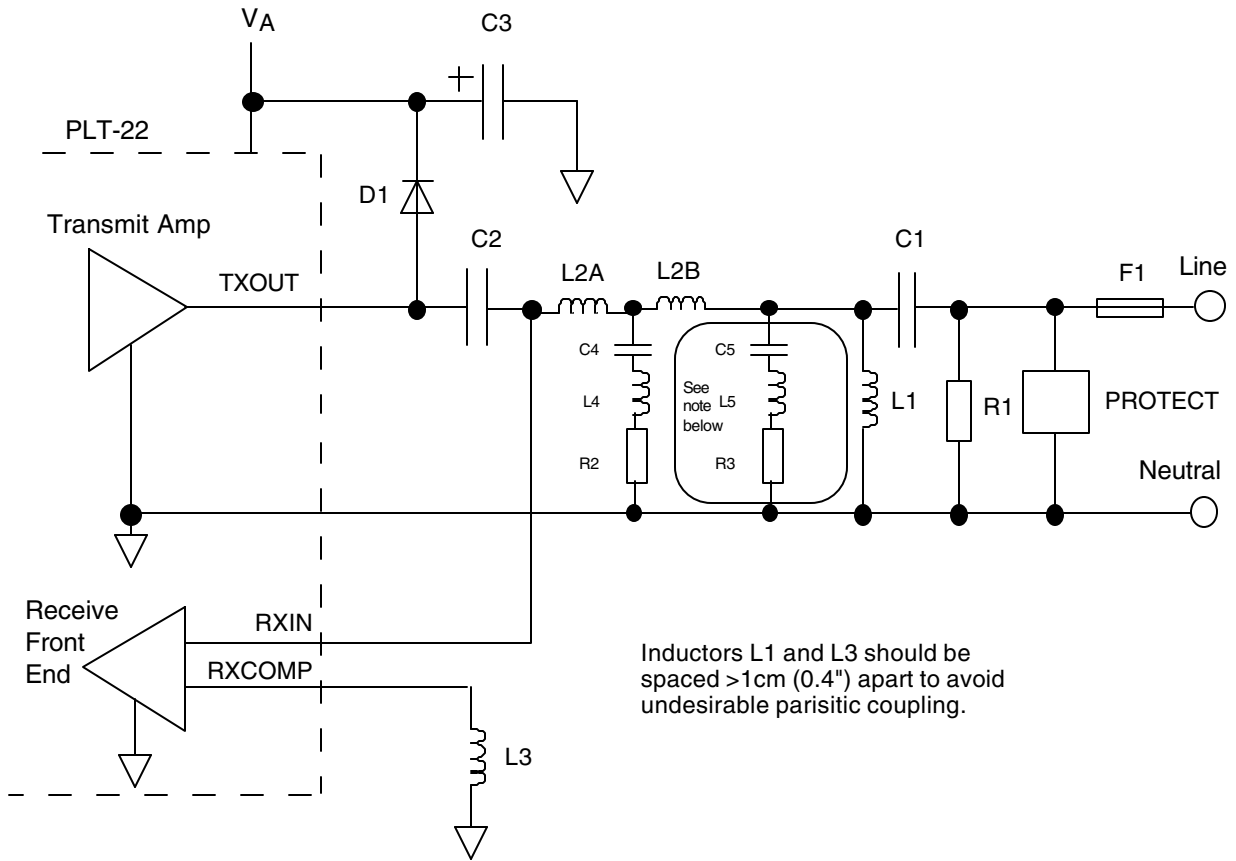 VA
C3
+
PLT-22
D1
Transmit Amp
C2
C1
TXOUT
L2A
L2B
F1
Line
C4
C5
See
note
below
L4
L5
L1
R1
PROTECT
R2
R3
Neutral
Receive
Front
End
RXIN
RXCOMP
L3
Inductors L1 and L3 should be
spaced >1cm (0.4") apart to avoid
undesirable parisitic coupling.